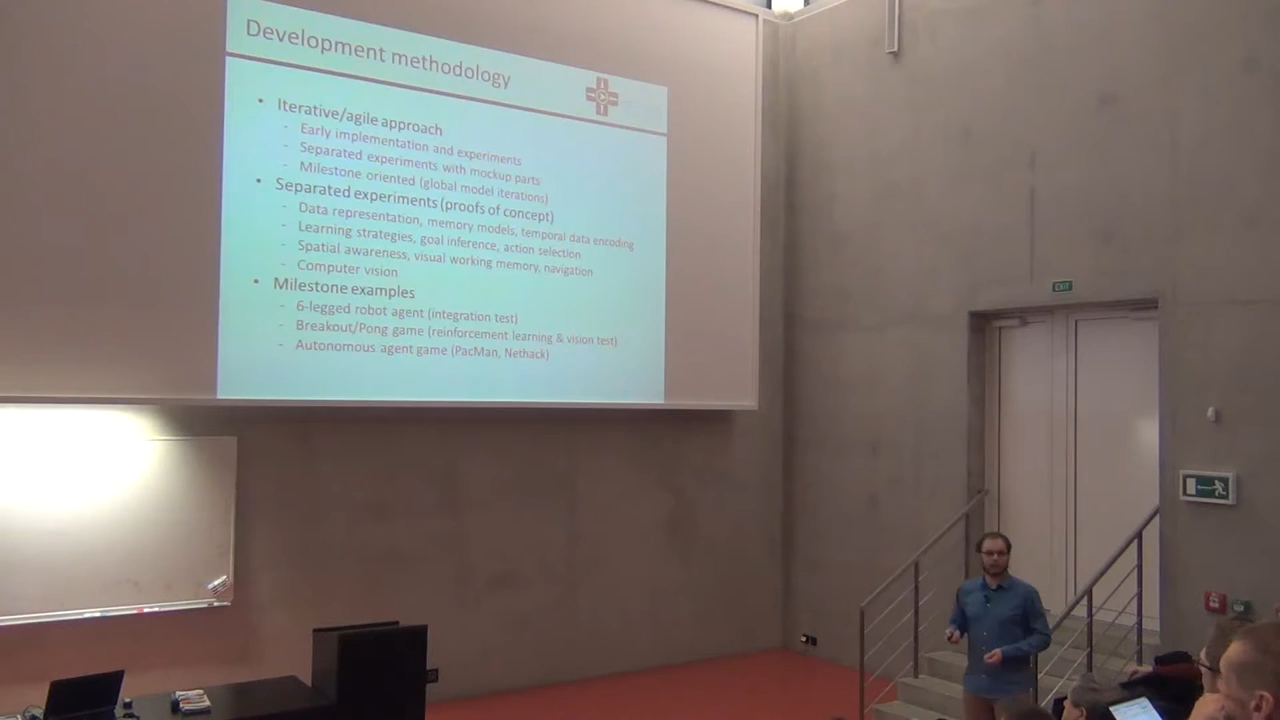 Development methodology
• Iterative/agile approach
- Early implementation and experiments
- Separated experiments with mockup parts
- Milestone oriented (global model iterations)
• Separated experiments (proofs of concept)
- Data representation, memory models, temporal data encoding
- Learning strategies, goal inference, action selection
- Spatial awareness, visual working memory, navigation
- Computer vision
• Milestone examples
- 6-legged robot agent (integration test)
- Breakout/Pong game (reinforcement learning & vision test)
- Autonomous agent game (PacMan, Nethack)
EXIT